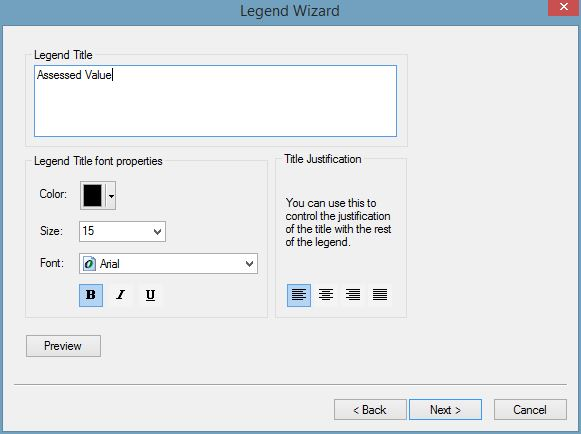 Legend Wizard
Legend Title
Assessed Value
Legend Title font properties
Color:
Size: 15
Font: Arial
B I U
Title Justification
You can use this to
control the justification
of the title with the rest
of the legend.
Preview
< Back Next > Cancel